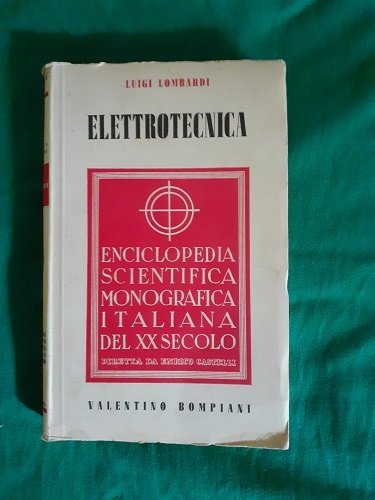 LUIGI LOMBARDI
ELETTROTECNICA
ENCICLOPEDIA
SCIENTIFICA
MONOGRAFICA
ITALIANA
DEL XX SECOLO
DIRETTA DA ENRICO CASTELLI
VALENTINO BOMPIANI